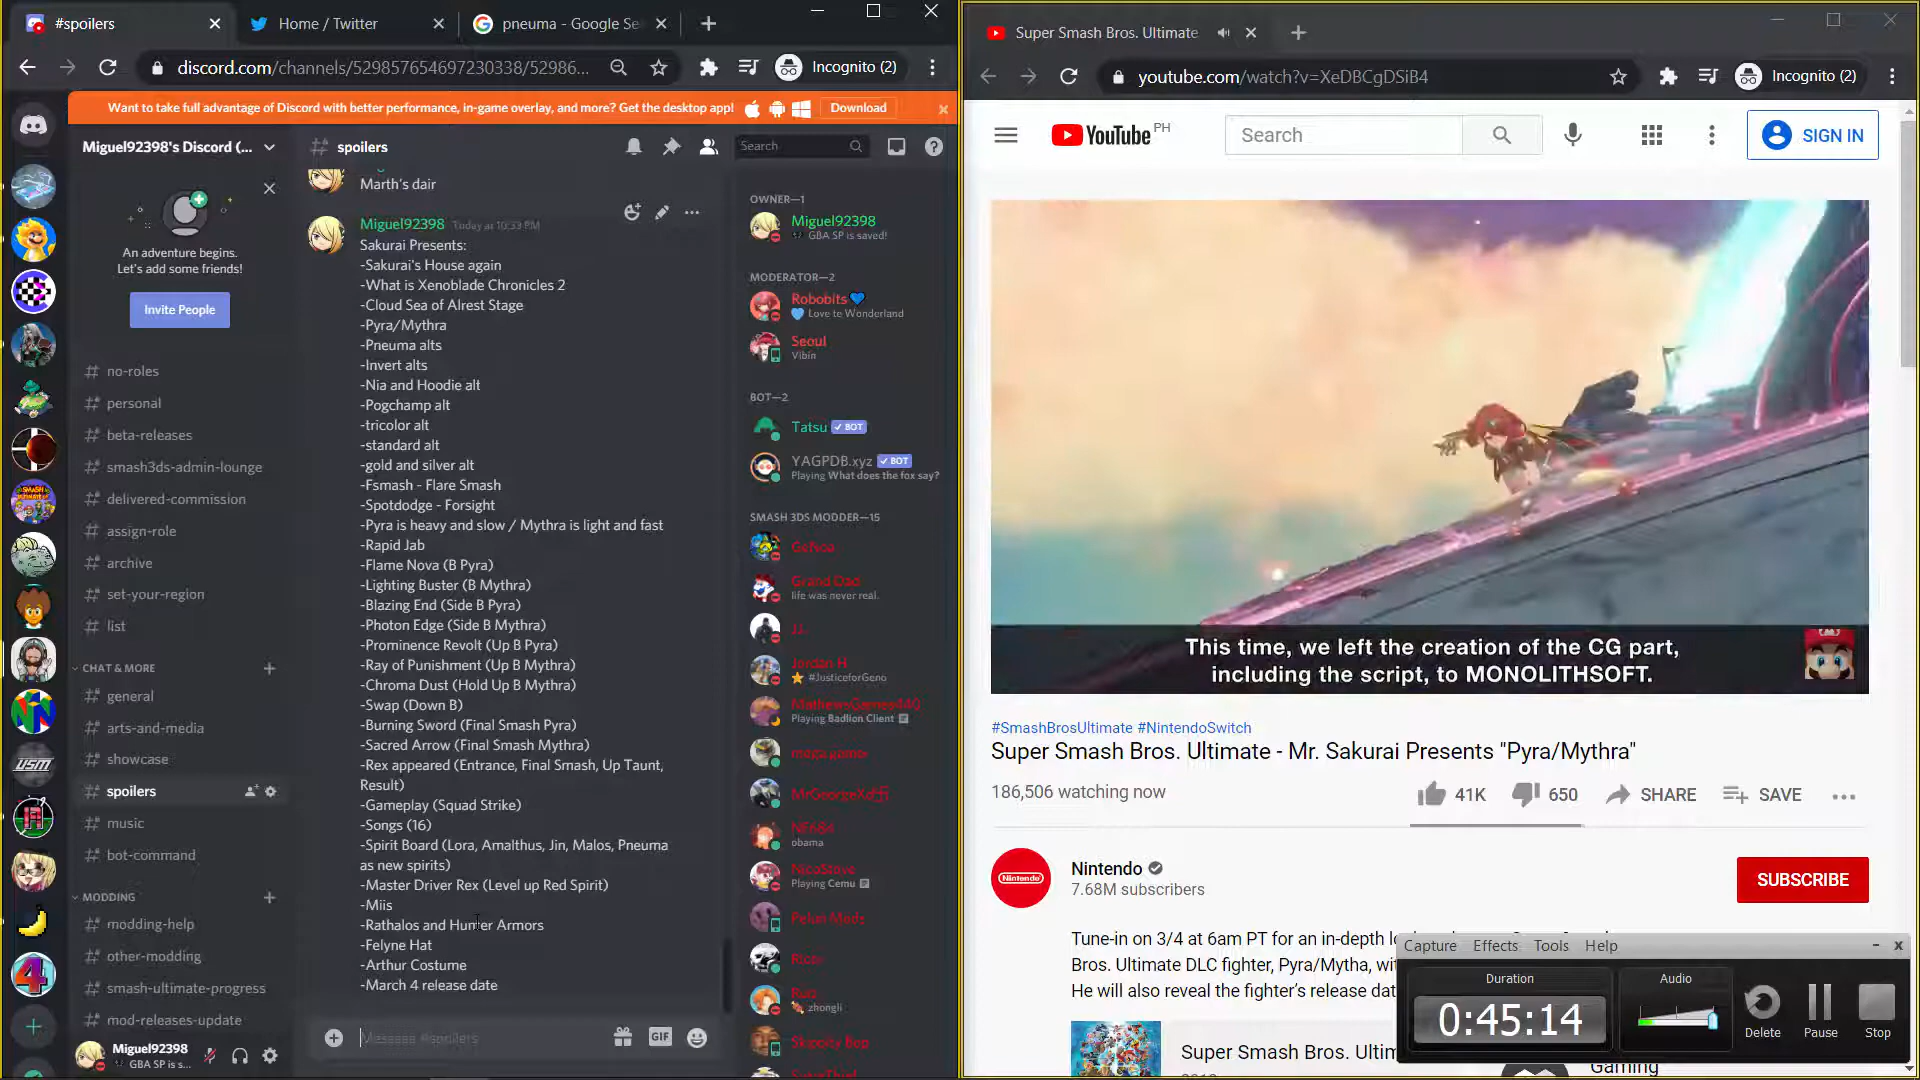 #spoilers
Home / Twitter
pneuma - Google Se
discord.com/channels/529857654697230338/52986...
Incognito (2)
Want to take full advantage of Discord with better performance, in-game overlay, and more? Get the desktop app!
Download
Miguel92398's Discord (...
spoilers
Search
An adventure begins.
Let's add some friends!
Invite People
no-roles
personal
beta-releases
smash3ds-admin-lounge
delivered-commission
assign-role
archive
set-your-region
list
CHAT & MORE
general
arts-and-media
showcase
spoilers
music
bot-command
MODDING
modding-help
other-modding
smash-ultimate-progress
mod-releases-update
Miguel92398
GBA SP is s...
Marth's dair
Miguel92398 Today at 10:33 PM
Sakurai Presents:
-Sakurai's House again
-What is Xenoblade Chronicles 2
-Cloud Sea of Alrest Stage
-Pyra/Mythra
-Pneuma alts
-Invert alts
-Nia and Hoodie alt
-Pogchamp alt
-tricolor alt
-standard alt
-gold and silver alt
-Fsmash - Flare Smash
-Spotdodge - Forsight
-Pyra is heavy and slow / Mythra is light and fast
-Rapid Jab
-Flame Nova (B Pyra)
-Lighting Buster (B Mythra)
-Blazing End (Side B Pyra)
-Photon Edge (Side B Mythra)
-Prominence Revolt (Up B Pyra)
-Ray of Punishment (Up B Mythra)
-Chroma Dust (Hold Up B Mythra)
-Swap (Down B)
-Burning Sword (Final Smash Pyra)
-Sacred Arrow (Final Smash Mythra)
-Rex appeared (Entrance, Final Smash, Up Taunt,
Result)
-Gameplay (Squad Strike)
-Songs (16)
-Spirit Board (Lora, Amalthus, Jin, Malos, Pneuma
as new spirits)
-Master Driver Rex (Level up Red Spirit)
-Miis
-Rathalos and Hunter Armors
-Felyne Hat
-Arthur Costume
-March 4 release date
Message #spoilers
GIF
OWNER—1
Miguel92398
GBA SP is saved!
MODERATOR—2
Robobits
Love te Wonderland
Seoul
Vibin
BOT—2
Tatsu BOT
YAGPDB.xyz BOT
Playing What does the fox say?
SMASH 3DS MODDER—15
GeNoa
Grand Dad
life was never real.
JJ
Jordan H
#JusticeforGeno
MathewsGames440
Playing Badlion Client
mega gamer
NE684
obama
NicoSteve
Playing Cemu
Pelun Mods
Rico
zhongli
Skooity Bop
Super Smash Bros. Ultimate
youtube.com/watch?v=XeDBCgDSiB4
Incognito (2)
YouTube PH
Search
SIGN IN
This time, we left the creation of the CG part,
including the script, to MONOLITHSOFT.
#SmashBrosUltimate #NintendoSwitch
Super Smash Bros. Ultimate - Mr. Sakurai Presents "Pyra/Mythra"
186,506 watching now
41K
650
SHARE
SAVE
Nintendo
Nintendo
7.68M subscribers
SUBSCRIBE
Tune-in on 3/4 at 6am PT for an in-depth lo
Bros. Ultimate DLC fighter, Pyra/Mytha, wit
He will also reveal the fighter's release dat
Super Smash Bros. Ultim
Gaming
Capture Effects Tools Help
Duration
0:45:14
Audio
Delete
Pause
Stop